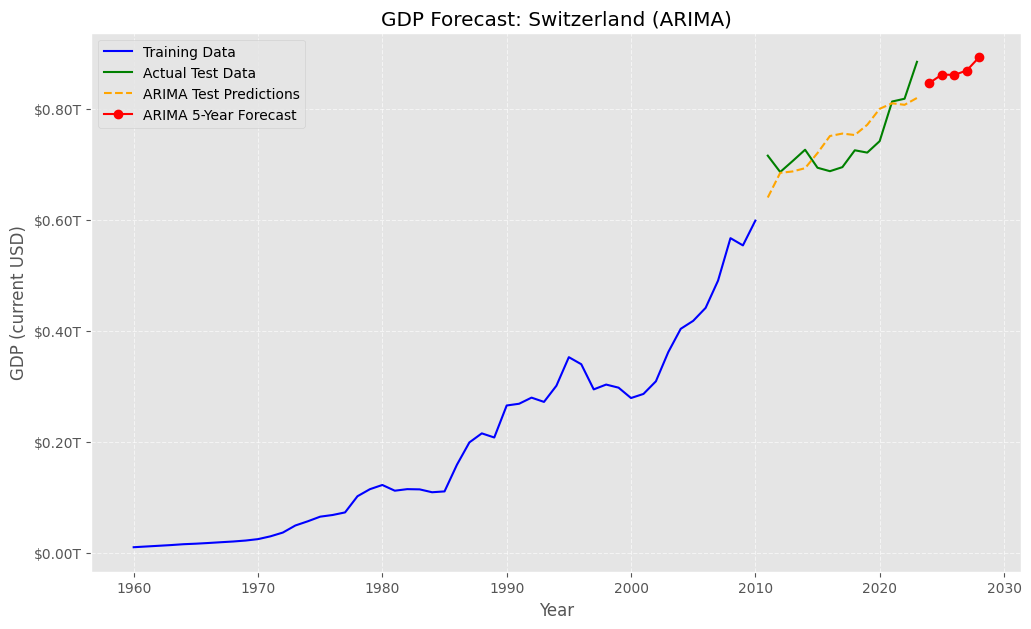 GDP Forecast: Switzerland (ARIMA)
Training Data
Actual Test Data
ARIMA Test Predictions
ARIMA 5-Year Forecast
GDP (current USD)
$0.80T
$0.60T
$0.40T
$0.20T
$0.00T
1960 1970 1980 1990 2000 2010 2020 2030
Year